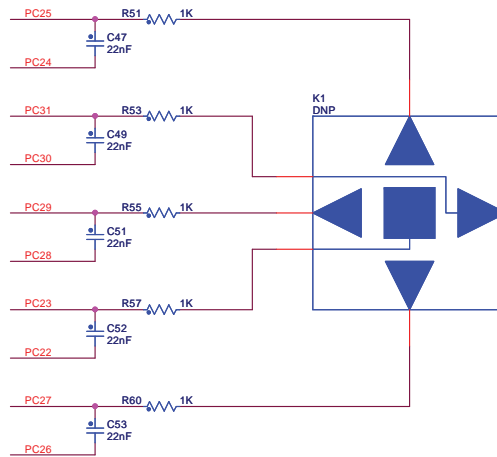 PC25 R51 1K
C47
22nF
PC24
K1
DNP
PC31 R53 1K
C49
22nF
PC30
PC29 R55 1K
C51
22nF
PC28
PC23 R57 1K
C52
22nF
PC22
PC27 R60 1K
C53
22nF
PC26